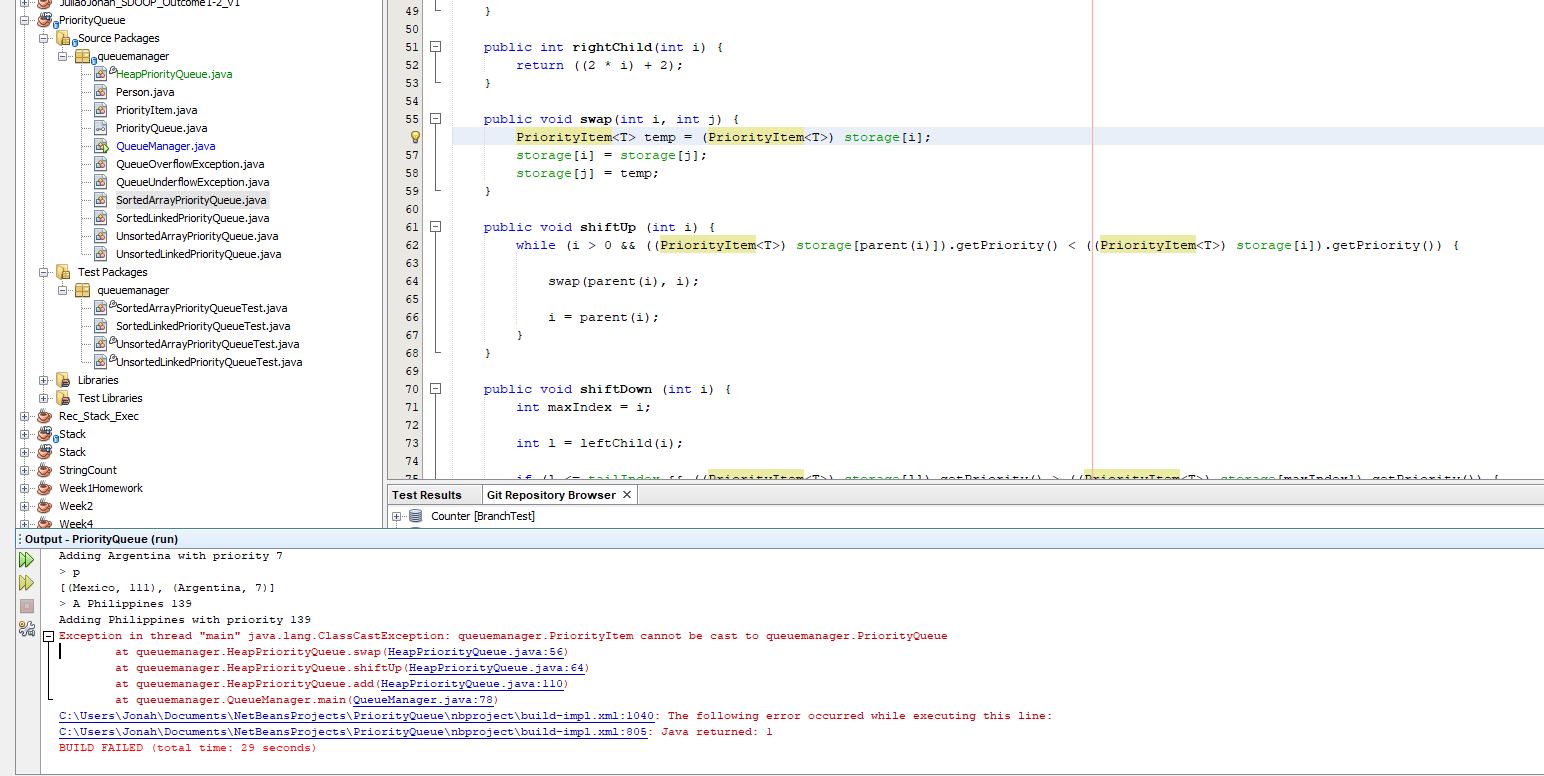 JuliaoJonah_SDOOP_Outcome1-2_V1
PriorityQueue
Source Packages
queuemanager
HeapPriorityQueue.java
Person.java
PriorityItem.java
PriorityQueue.java
QueueManager.java
QueueOverflowException.java
QueueUnderflowException.java
SortedArrayPriorityQueue.java
SortedLinkedPriorityQueue.java
UnsortedArrayPriorityQueue.java
UnsortedLinkedPriorityQueue.java
Test Packages
queuemanager
SortedArrayPriorityQueueTest.java
SortedLinkedPriorityQueueTest.java
UnsortedArrayPriorityQueueTest.java
UnsortedLinkedPriorityQueueTest.java
Libraries
Test Libraries
Rec_Stack_Exec
Stack
Stack
StringCount
Week1Homework
Week2
Week4
49 }
50
51 public int rightChild(int i) {
52 return ((2 * i) + 2);
53 }
54
55 public void swap(int i, int j) {
PriorityItem<T> temp = (PriorityItem<T>) storage[i];
57 storage[i] = storage[j];
58 storage[j] = temp;
59 }
60
61 public void shiftUp (int i) {
62 while (i > 0 && ((PriorityItem<T>) storage[parent(i)]).getPriority() < ((PriorityItem<T>) storage[i]).getPriority()) {
63
64 swap(parent(i), i);
65
66 i = parent(i);
67 }
68 }
69
70 public void shiftDown (int i) {
71 int maxIndex = i;
72
73 int l = leftChild(i);
74
75 if (l <= tailIndex && ((PriorityItem<T>) storage[l]).getPriority() > ((PriorityItem<T>) storage[maxIndex]).getPriority()) {
Test Results
Git Repository Browser
Counter [BranchTest]
Output - PriorityQueue (run)
Adding Argentina with priority 7
> p
[(Mexico, 111), (Argentina, 7)]
> A Philippines 139
Adding Philippines with priority 139
Exception in thread "main" java.lang.ClassCastException: queuemanager.PriorityItem cannot be cast to queuemanager.PriorityQueue
at queuemanager.HeapPriorityQueue.swap(HeapPriorityQueue.java:56)
at queuemanager.HeapPriorityQueue.shiftUp(HeapPriorityQueue.java:64)
at queuemanager.HeapPriorityQueue.add(HeapPriorityQueue.java:110)
at queuemanager.QueueManager.main(QueueManager.java:78)
C:\Users\Jonah\Documents\NetBeansProjects\PriorityQueue\nbproject\build-impl.xml:1040: The following error occurred while executing this line:
C:\Users\Jonah\Documents\NetBeansProjects\PriorityQueue\nbproject\build-impl.xml:805: Java returned: 1
BUILD FAILED (total time: 29 seconds)